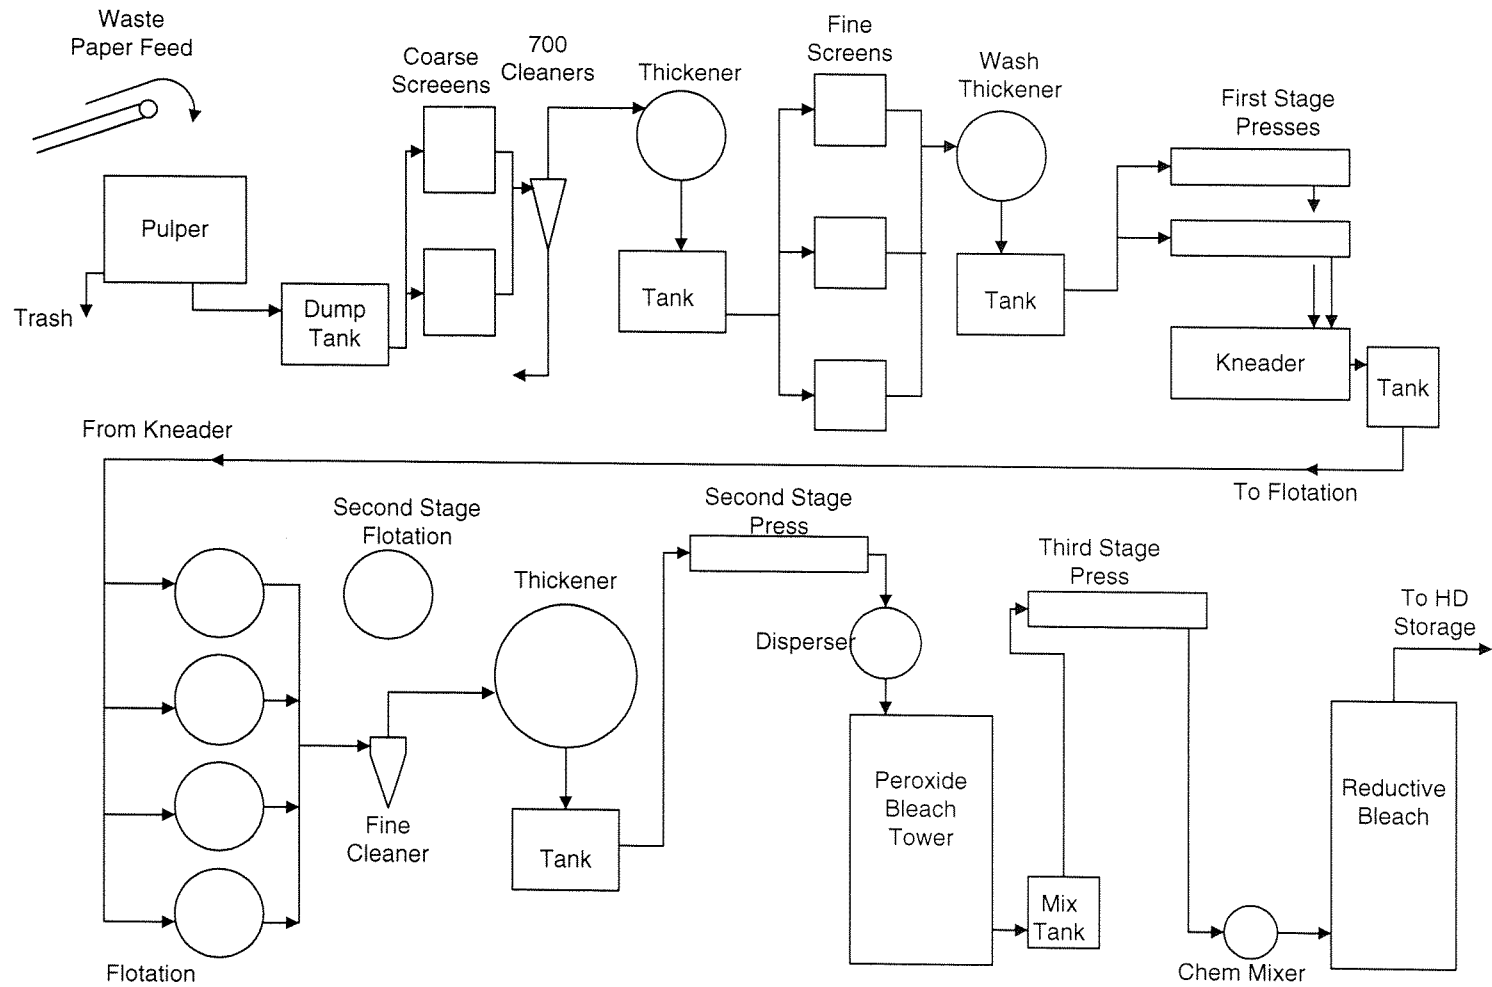 Waste
Paper Feed
Coarse
Screeens
700
Cleaners
Thickener
Fine
Screens
Wash
Thickener
First Stage
Presses
Pulper
Trash
Dump
Tank
Tank
Tank
Kneader
Tank
From Kneader
To Flotation
Second Stage
Flotation
Second Stage
Press
Thickener
Third Stage
Press
To HD
Storage
Disperser
Peroxide
Bleach
Tower
Reductive
Bleach
Fine
Cleaner
Tank
Mix
Tank
Flotation
Chem Mixer